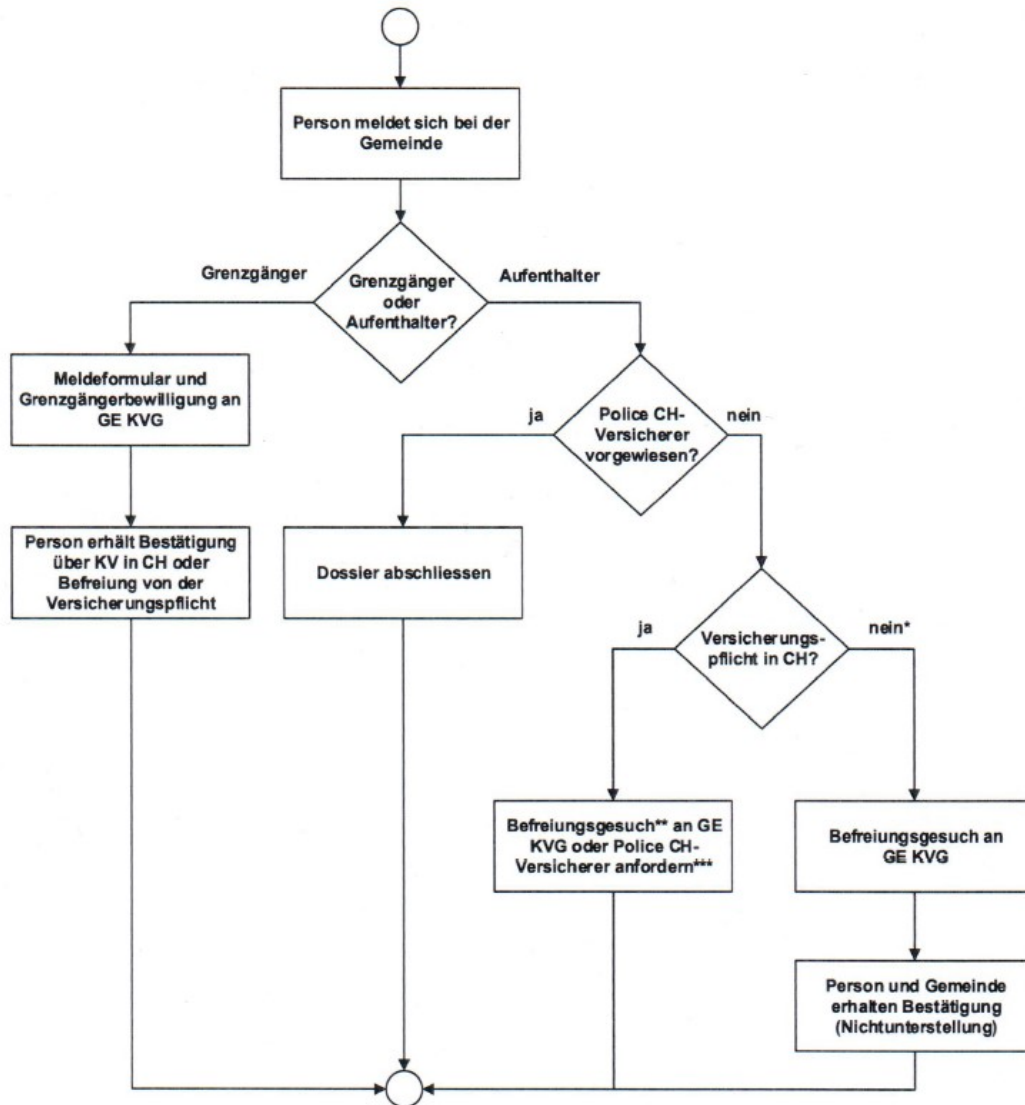 Person meldet sich bei der
Gemeinde
Grenzgänger
Grenzgänger
oder
Aufenthalter?
Aufenthalter
Meldeformular und
Grenzgängerbewilligung an
GE KVG
ja
Police CH-
Versicherer
vorgewiesen?
nein
Person erhält Bestätigung
über KV in CH oder
Befreiung von der
Versicherungspflicht
Dossier abschliessen
ja
Versicherungs-
pflicht in CH?
nein*
Befreiungsgesuch** an GE
KVG oder Police CH-
Versicherer anfordern***
Befreiungsgesuch an
GE KVG
Person und Gemeinde
erhalten Bestätigung
(Nichtunterstellung)